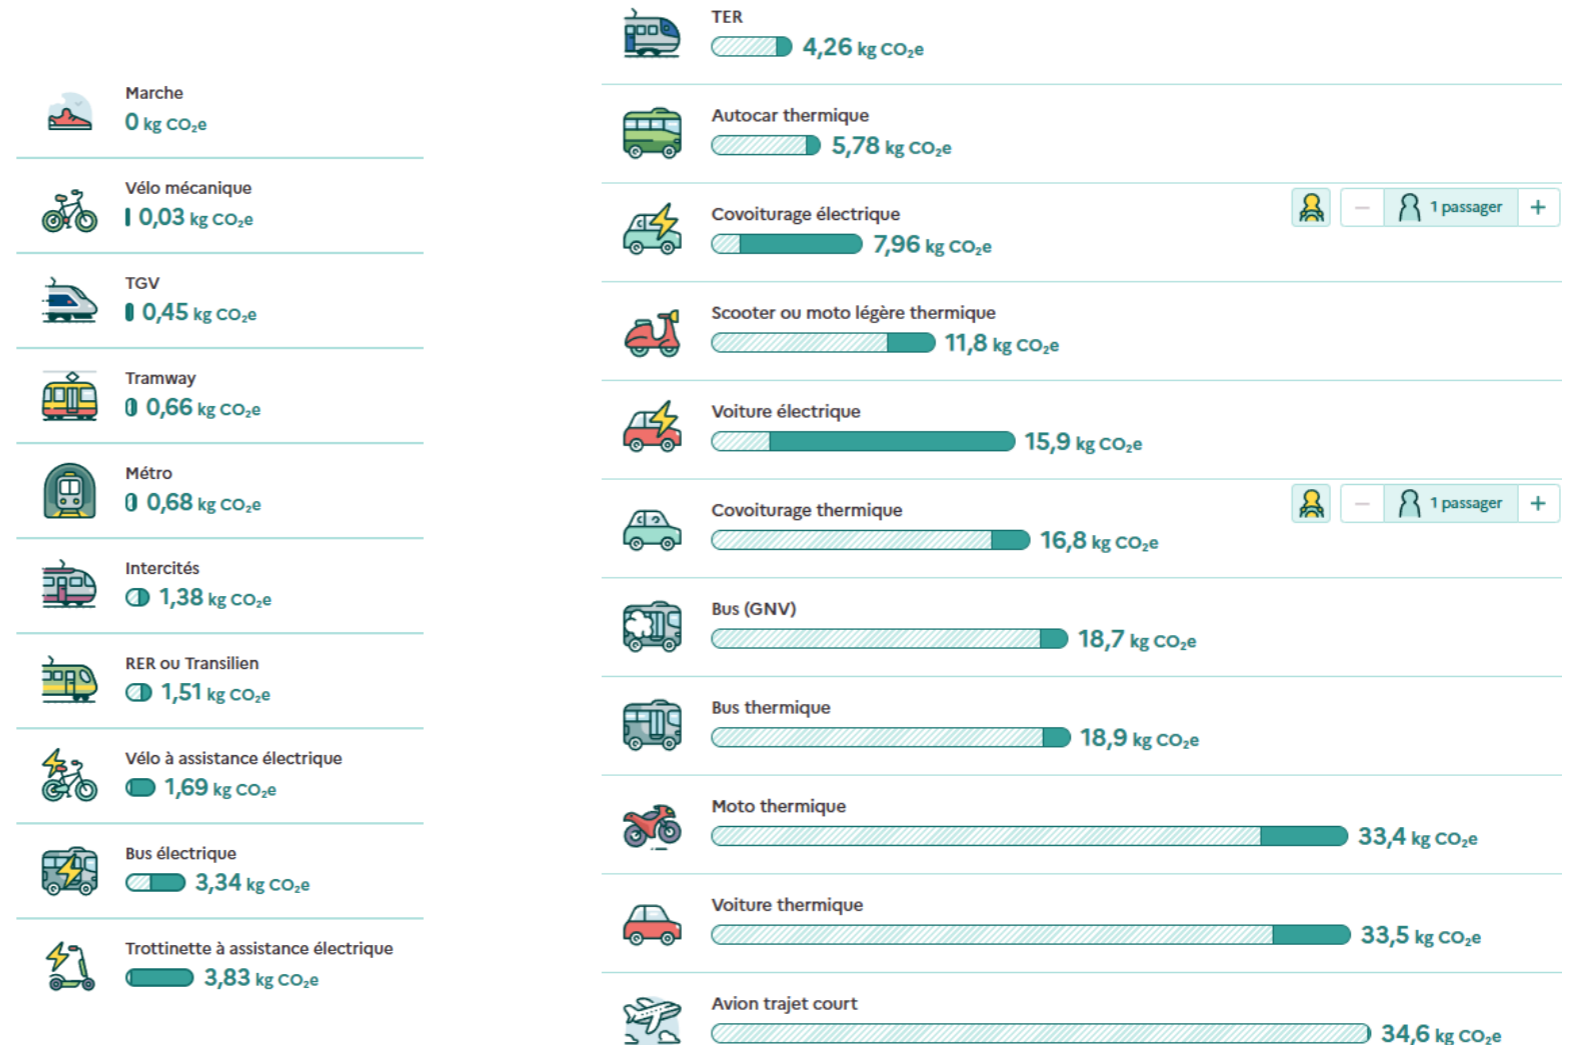 Marche
0 kg CO₂e
Vélo mécanique
0,03 kg CO₂e
TGV
0,45 kg CO₂e
Tramway
0,66 kg CO₂e
Métro
0,68 kg CO₂e
Intercités
1,38 kg CO₂e
RER ou Transilien
1,51 kg CO₂e
Vélo à assistance électrique
1,69 kg CO₂e
Bus électrique
3,34 kg CO₂e
Trottinette à assistance électrique
3,83 kg CO₂e
TER
4,26 kg CO₂e
Autocar thermique
5,78 kg CO₂e
Covoiturage électrique
1 passager
7,96 kg CO₂e
Scooter ou moto légère thermique
11,8 kg CO₂e
Voiture électrique
15,9 kg CO₂e
Covoiturage thermique
1 passager
16,8 kg CO₂e
Bus (GNV)
18,7 kg CO₂e
Bus thermique
18,9 kg CO₂e
Moto thermique
33,4 kg CO₂e
Voiture thermique
33,5 kg CO₂e
Avion trajet court
34,6 kg CO₂e